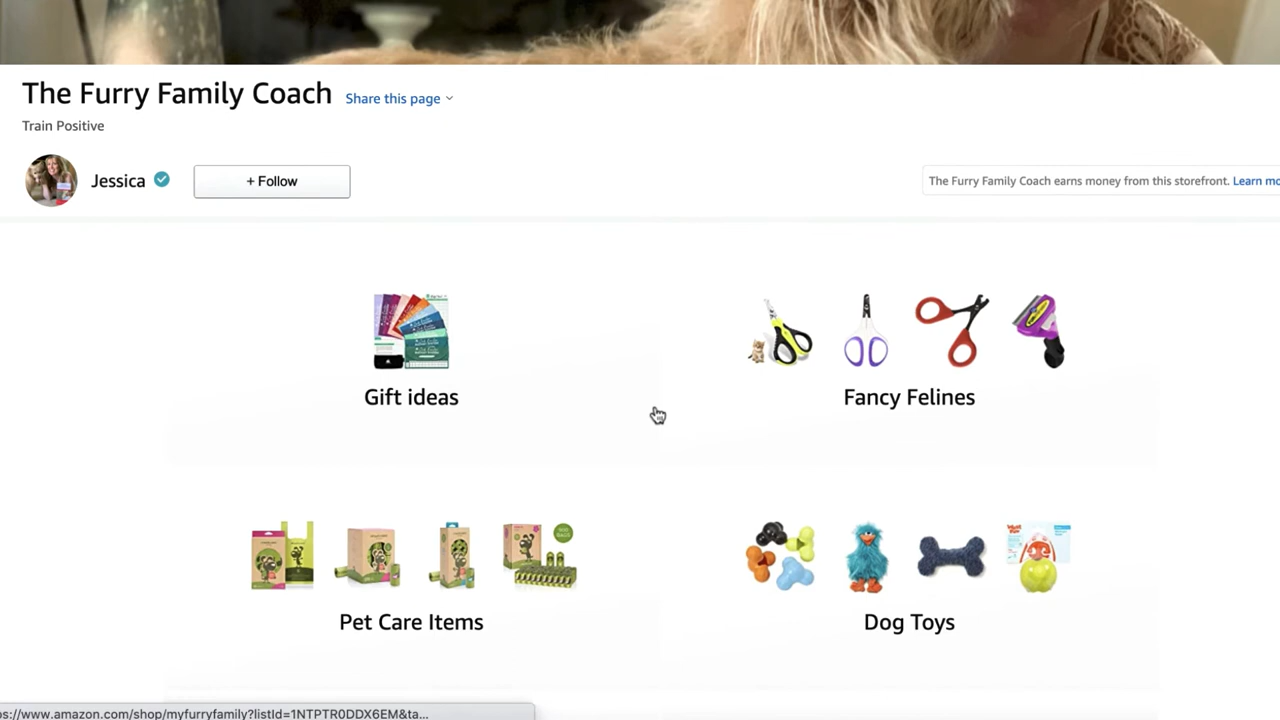 The Furry Family Coach Share this page
Train Positive
Jessica
+ Follow
The Furry Family Coach earns money from this storefront. Learn mo
Gift ideas
Fancy Felines
Pet Care Items
Dog Toys
ps://www.amazon.com/shop/myfurryfamily?listId=1NTPTR0DDX6EM&ta...